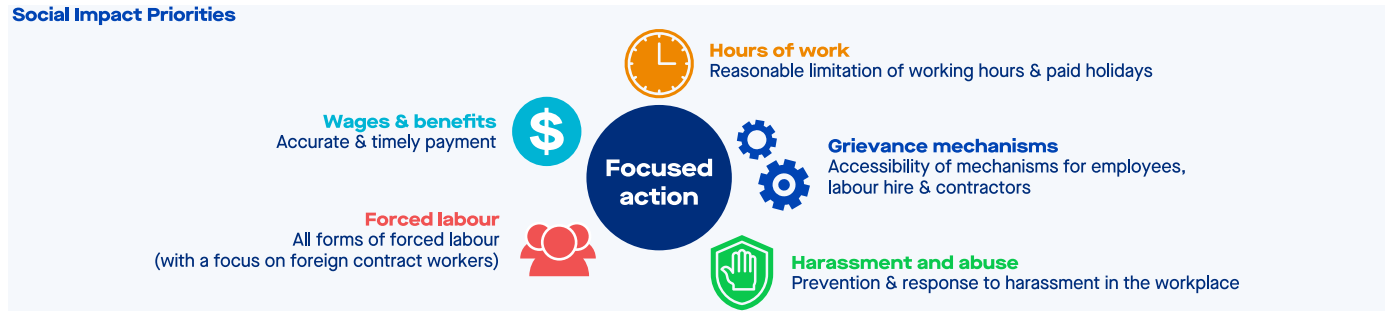 Social Impact Priorities
Hours of work
Reasonable limitation of working hours & paid holidays
Wages & benefits
Accurate & timely payment
$
Focused
action
Grievance mechanisms
Accessibility of mechanisms for employees,
labour hire & contractors
Forced labour
All forms of forced labour
(with a focus on foreign contract workers)
Harassment and abuse
Prevention & response to harassment in the workplace